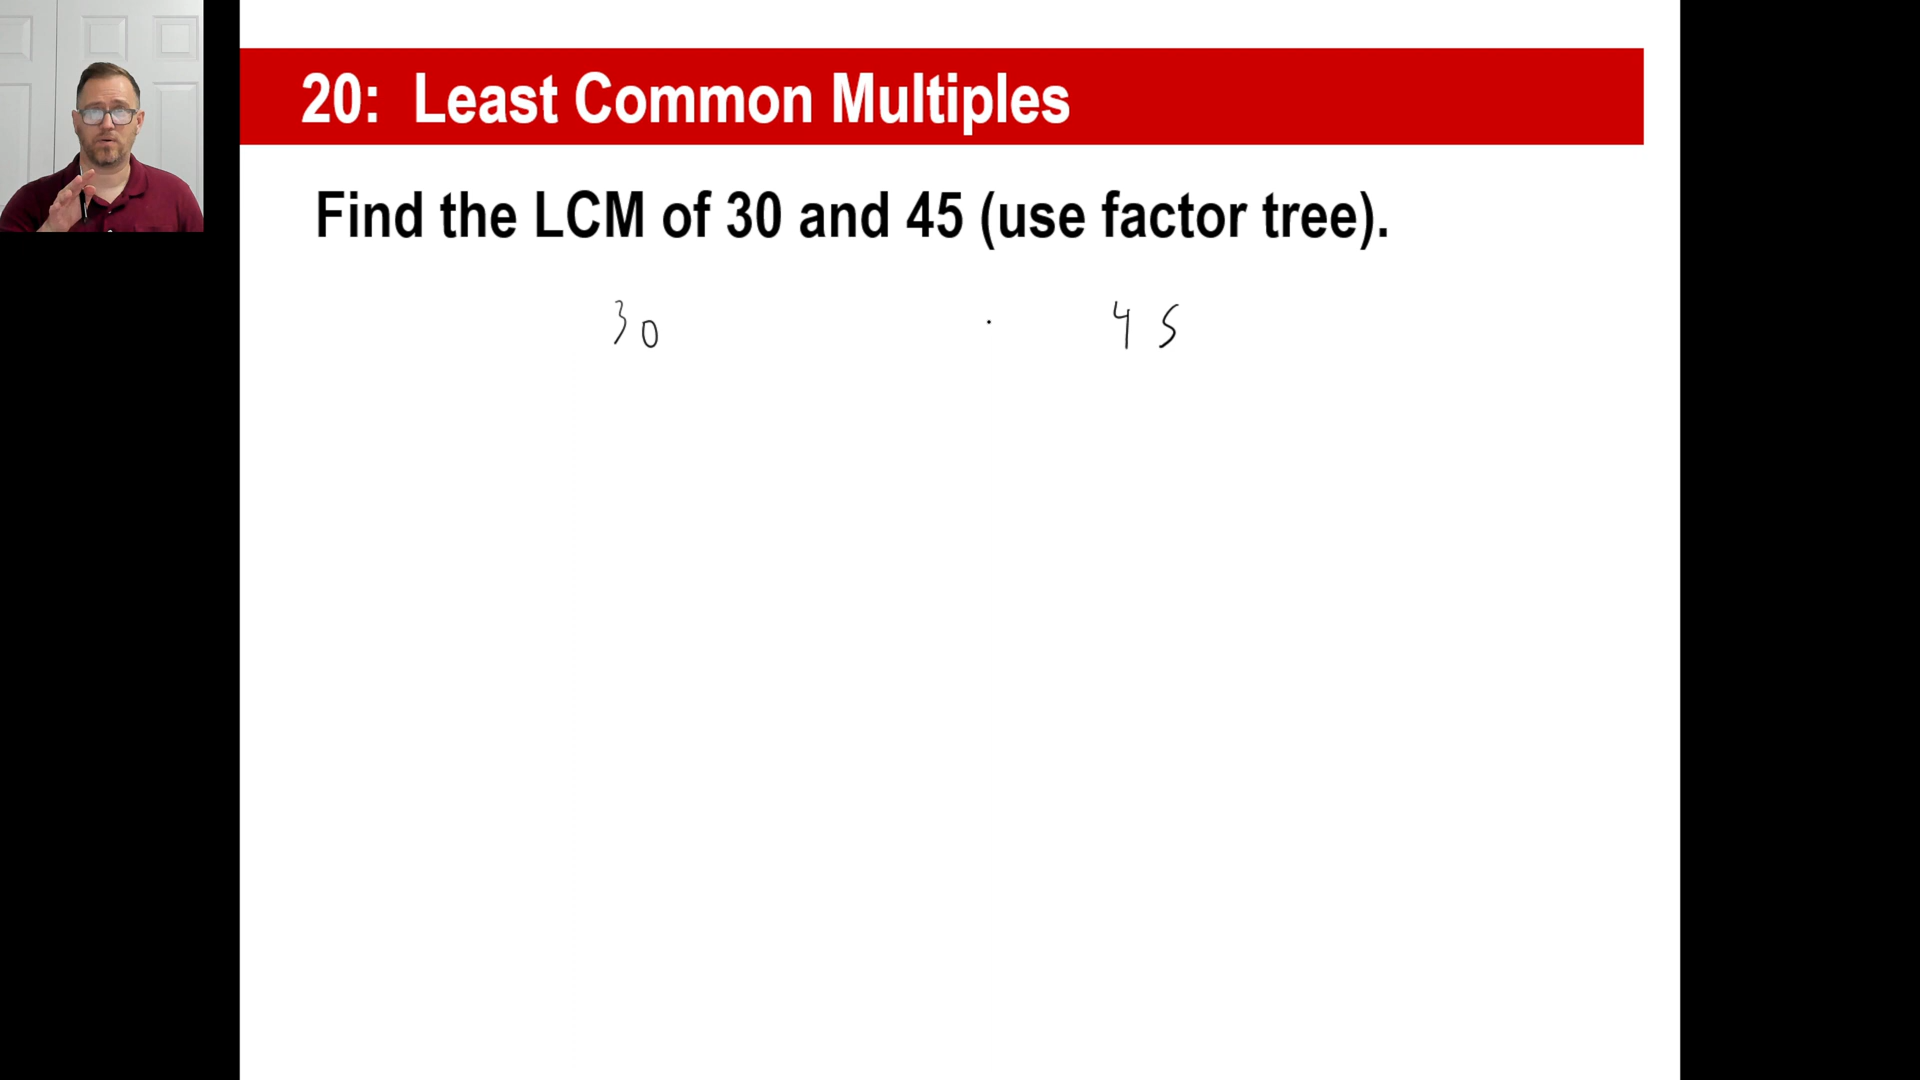 20: Least Common Multiples
Find the LCM of 30 and 45 (use factor tree).
30 45